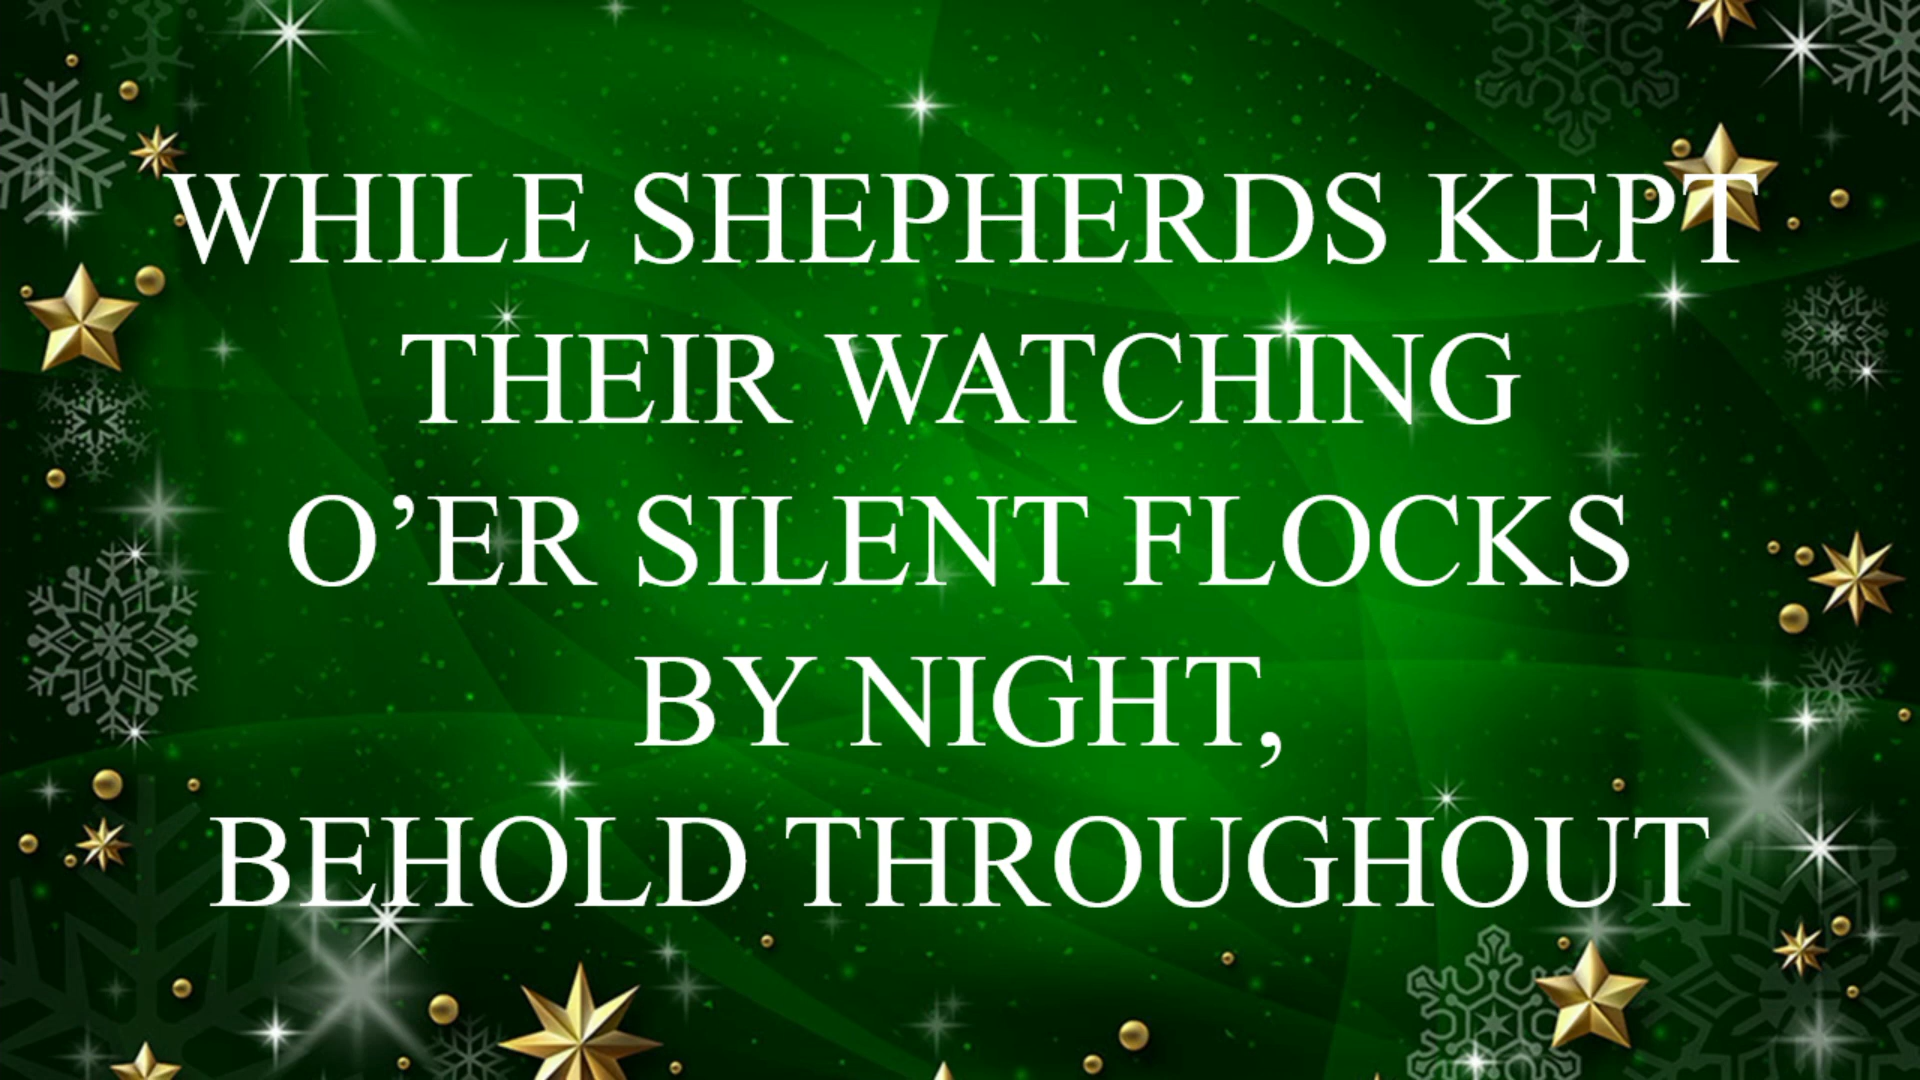 WHILE SHEPHERDS KEPT
THEIR WATCHING
O’ER SILENT FLOCKS
BY NIGHT,
BEHOLD THROUGHOUT